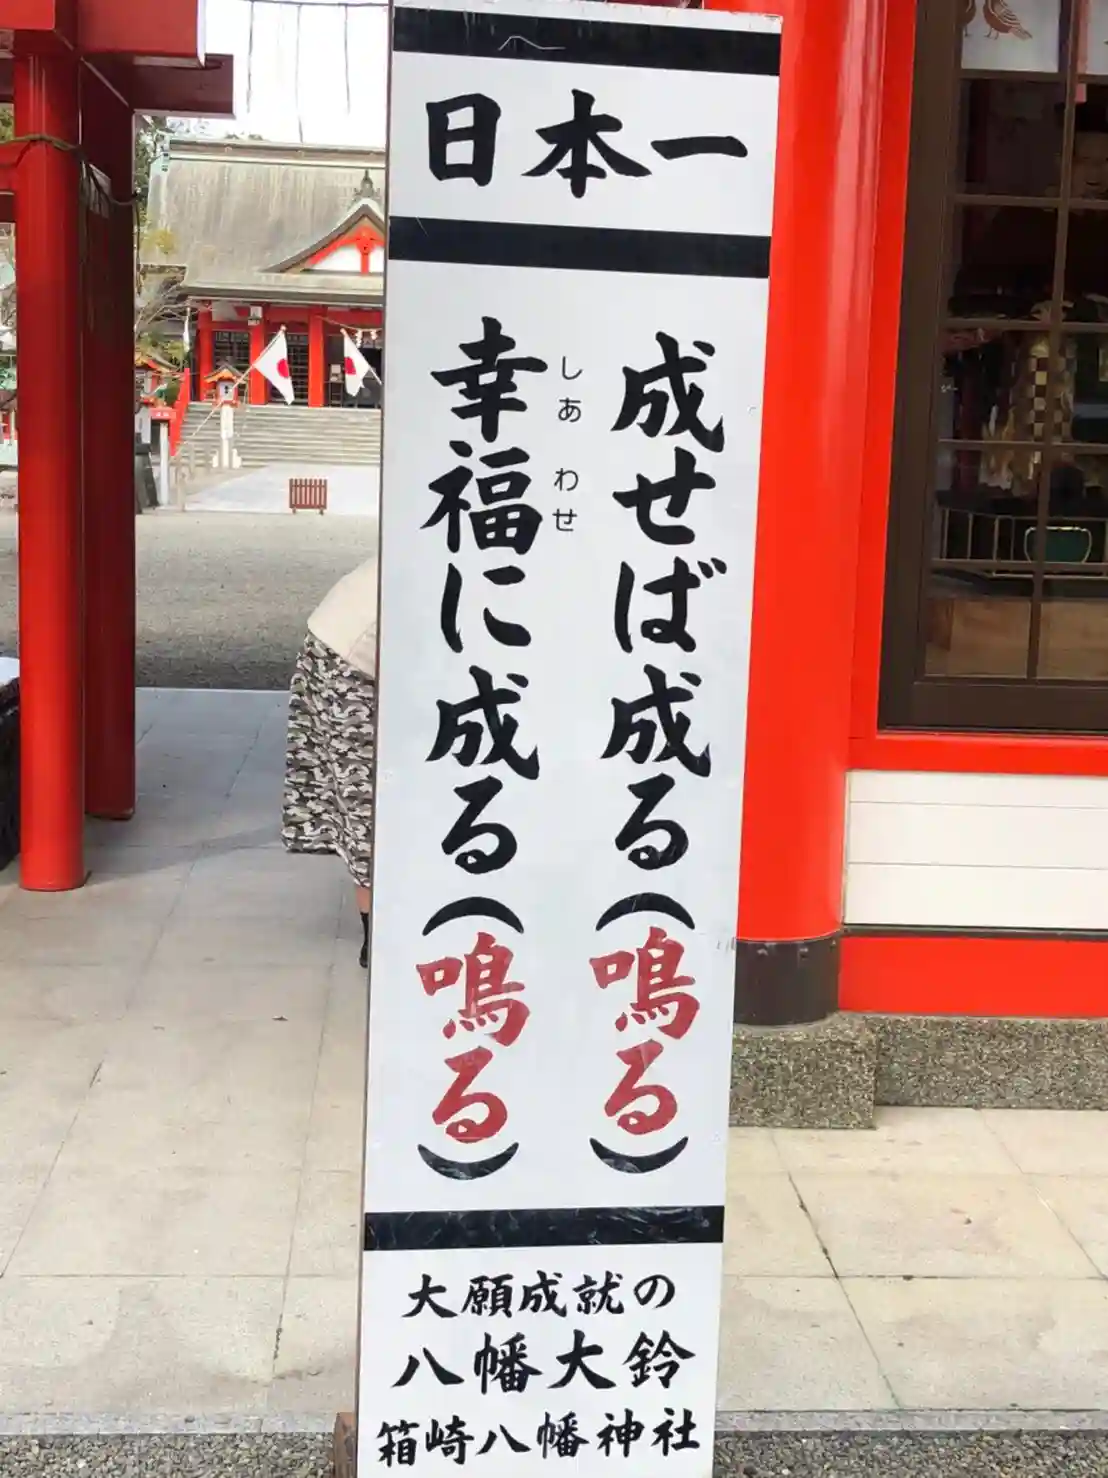 日本一
成せば成る(鳴る)
幸福に成る(鳴る)
しあわせ
大願成就の
八幡大鈴
箱崎八幡神社